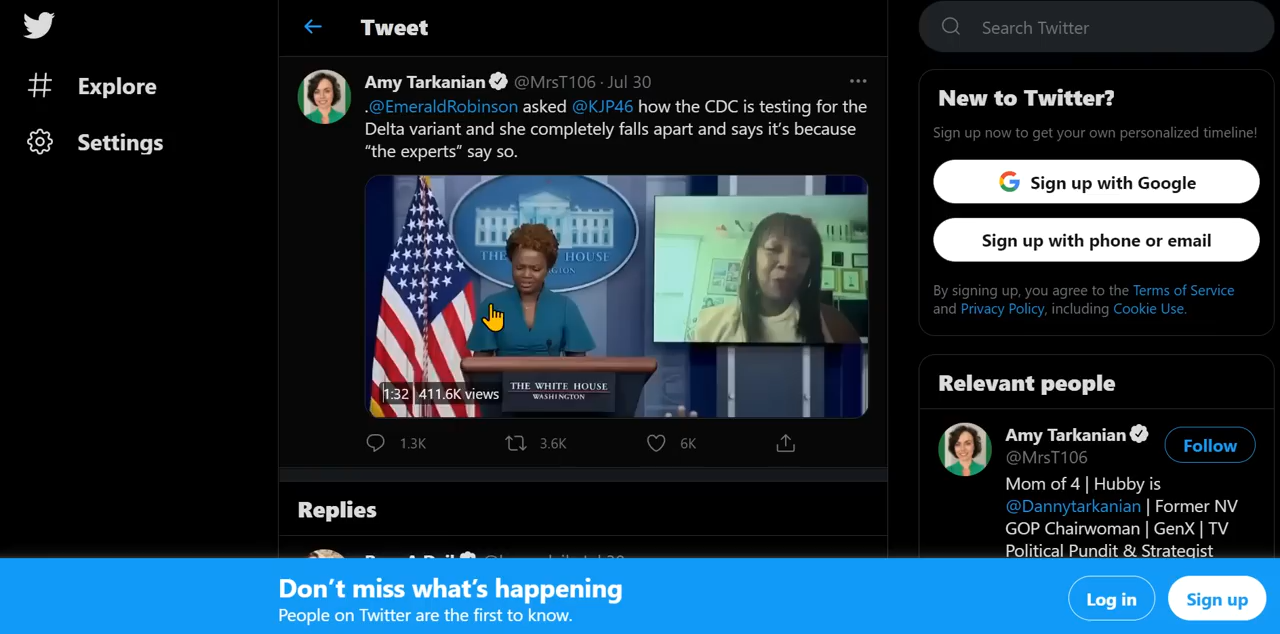 Tweet
Search Twitter
Explore
Settings
Amy Tarkanian @MrsT106 · Jul 30
.@EmeraldRobinson asked @KJP46 how the CDC is testing for the
Delta variant and she completely falls apart and says it's because
“the experts” say so.
THE WHITE HOUSE
WASHINGTON
1:32 411.6K views
1.3K
3.6K
6K
Replies
New to Twitter?
Sign up now to get your own personalized timeline!
Sign up with Google
Sign up with phone or email
By signing up, you agree to the Terms of Service
and Privacy Policy, including Cookie Use.
Relevant people
Amy Tarkanian
@MrsT106
Follow
Mom of 4 | Hubby is
@Dannytarkanian | Former NV
GOP Chairwoman | GenX | TV
Political Pundit & Strategist
Don't miss what's happening
People on Twitter are the first to know.
Log in
Sign up